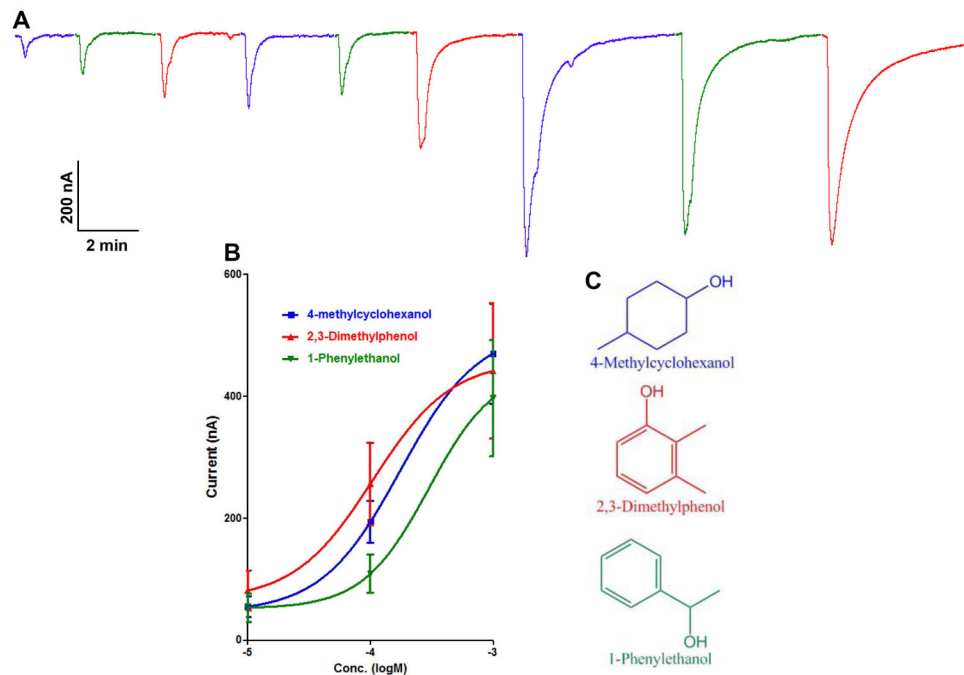 A
200 nA
2 min
B
600
400
200
0
Current (nA)
4-methylcyclohexanol
2,3-Dimethylphenol
1-Phenylethanol
-5
-4
-3
Conc. (logM)
C
OH
4-Methylcyclohexanol
OH
2,3-Dimethylphenol
OH
1-Phenylethanol